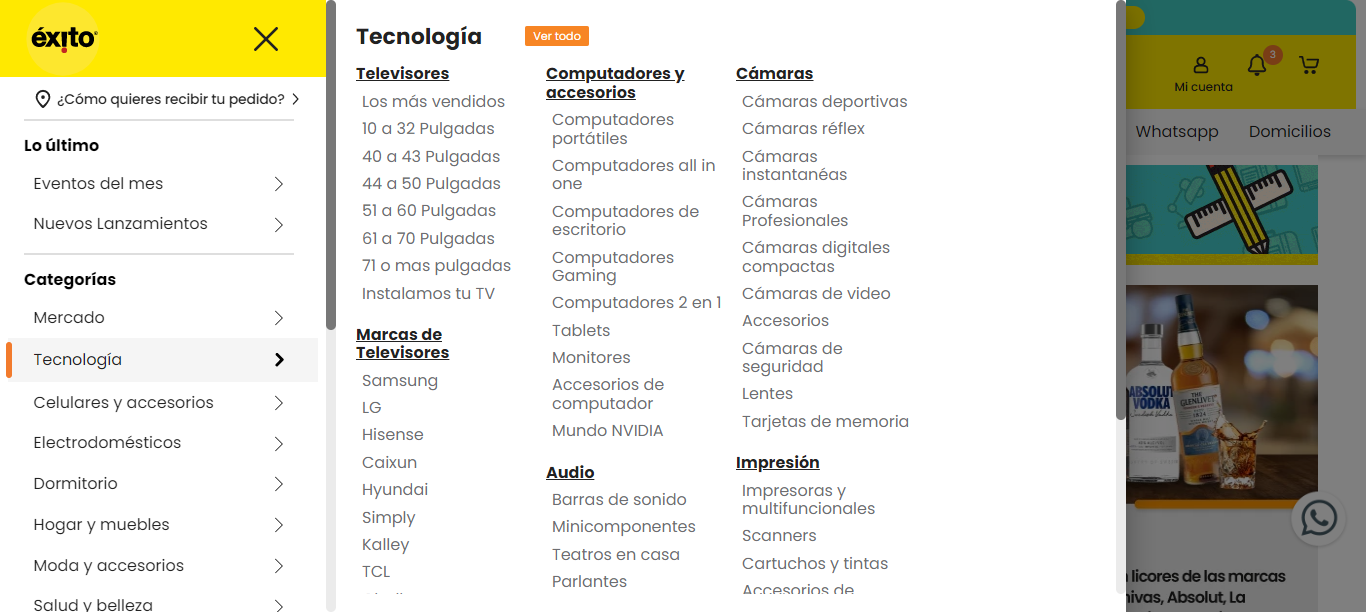 éxito
¿Cómo quieres recibir tu pedido?
Lo último
Eventos del mes
Nuevos Lanzamientos
Categorías
Mercado
Tecnología
Celulares y accesorios
Electrodomésticos
Dormitorio
Hogar y muebles
Moda y accesorios
Salud y belleza
Tecnología
Ver todo
Televisores
Los más vendidos
10 a 32 Pulgadas
40 a 43 Pulgadas
44 a 50 Pulgadas
51 a 60 Pulgadas
61 a 70 Pulgadas
71 o mas pulgadas
Instalamos tu TV
Marcas de
Televisores
Samsung
LG
Hisense
Caixun
Hyundai
Simply
Kalley
TCL
Computadores y
accesorios
Computadores
portátiles
Computadores all in
one
Computadores de
escritorio
Computadores
Gaming
Computadores 2 en 1
Tablets
Monitores
Accesorios de
computador
Mundo NVIDIA
Audio
Barras de sonido
Minicomponentes
Teatros en casa
Parlantes
Cámaras
Cámaras deportivas
Cámaras réflex
Cámaras
instantanéas
Cámaras
Profesionales
Cámaras digitales
compactas
Cámaras de video
Accesorios
Cámaras de
seguridad
Lentes
Tarjetas de memoria
Impresión
Impresoras y
multifuncionales
Scanners
Cartuchos y tintas
Accesorios de
3
Mi cuenta
Whatsapp
Domicilios
ABSOLUT
VODKA
THE
GLENLIVET
1824
licores de las marcas
hivas, Absolut, La